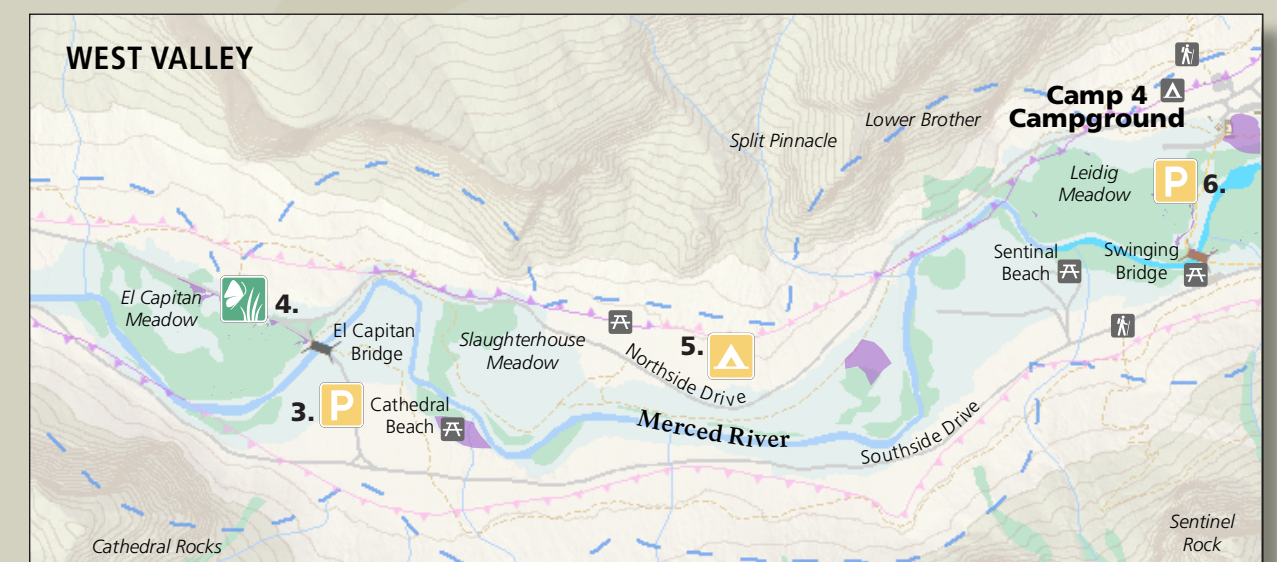 WEST VALLEY
Camp 4
Campground
Lower Brother
Split Pinnacle
Leidig
Meadow
P
6.
Sentinal
Beach
Swinging
Bridge
El Capitan
Meadow
4.
El Capitan
Bridge
Slaughterhouse
Meadow
5.
Northside Drive
3.
P
Cathedral
Beach
Merced River
Southside Drive
Cathedral Rocks
Sentinel
Rock